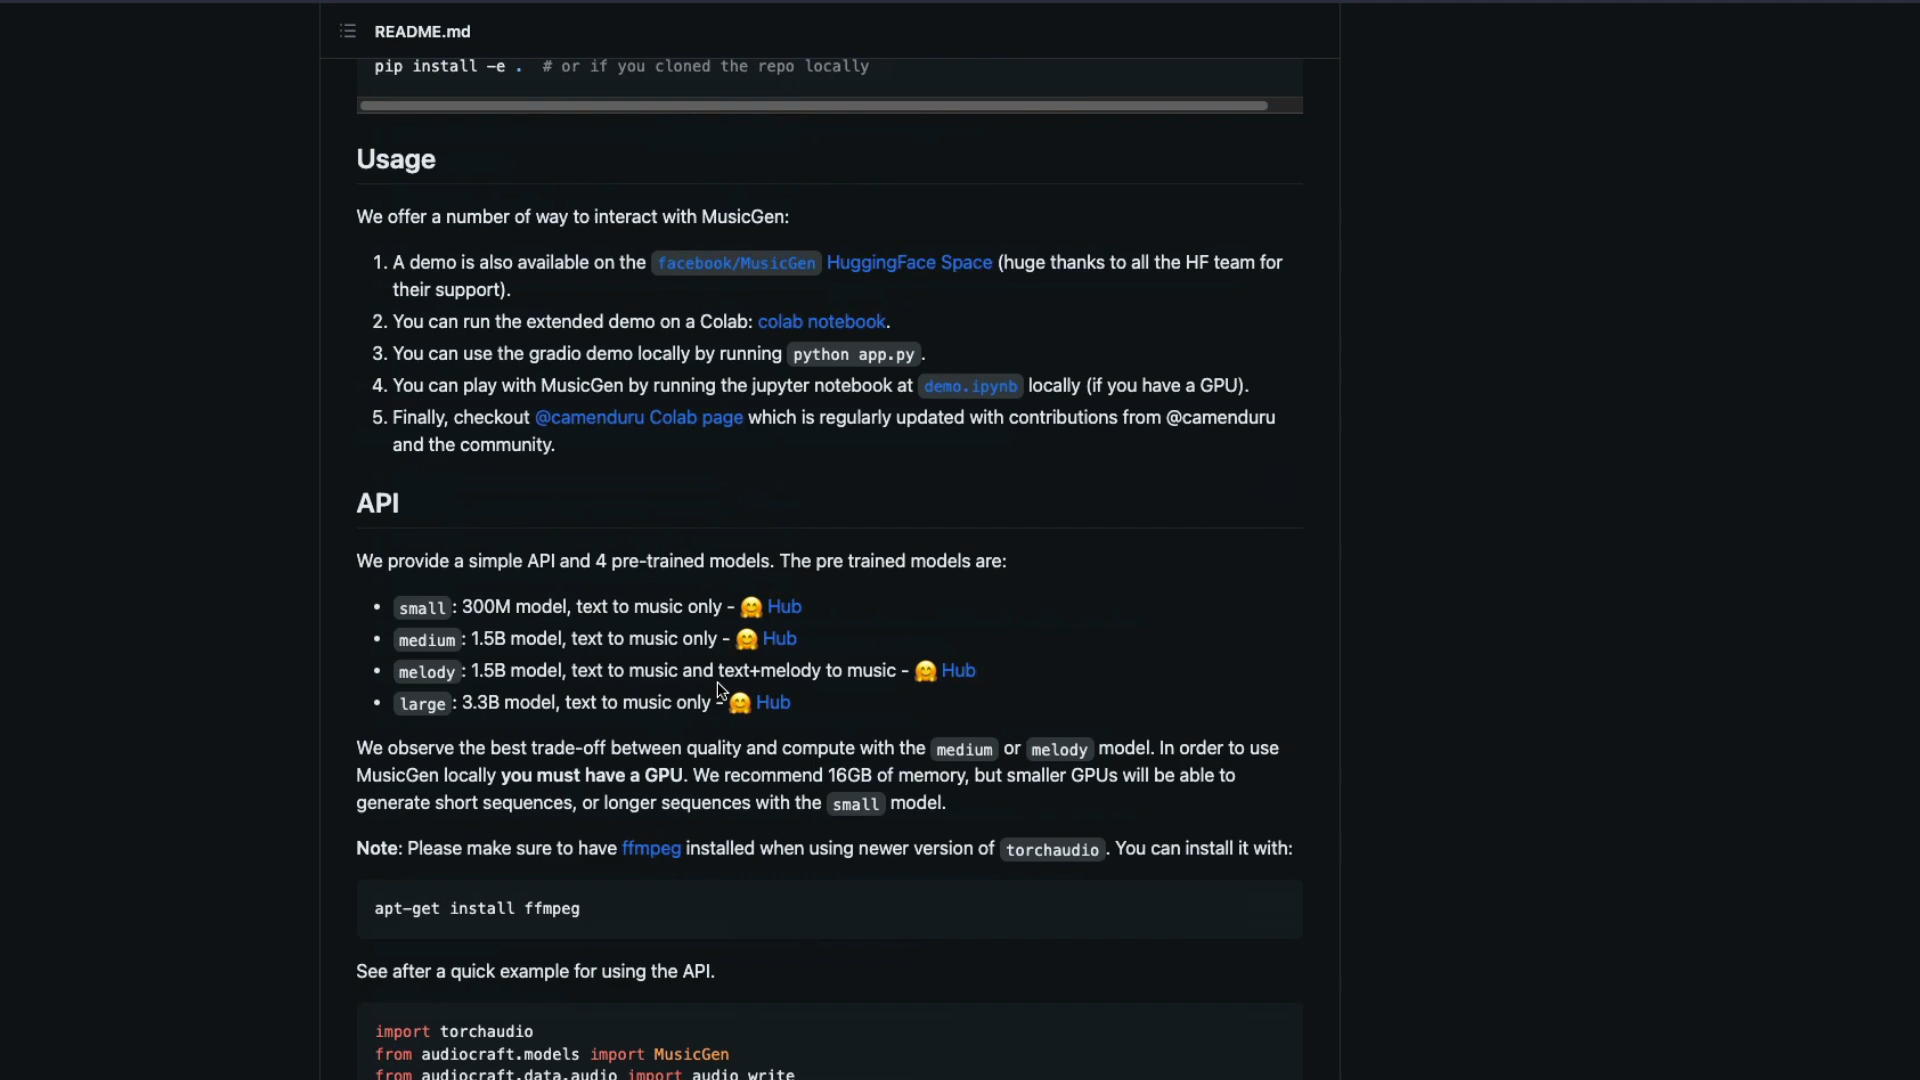 README.md
pip install -e .  # or if you cloned the repo locally
Usage
We offer a number of way to interact with MusicGen:
1. A demo is also available on the facebook/MusicGen HuggingFace Space (huge thanks to all the HF team for
their support).
2. You can run the extended demo on a Colab: colab notebook.
3. You can use the gradio demo locally by running python app.py.
4. You can play with MusicGen by running the jupyter notebook at demo.ipynb locally (if you have a GPU).
5. Finally, checkout @camenduru Colab page which is regularly updated with contributions from @camenduru
and the community.
API
We provide a simple API and 4 pre-trained models. The pre trained models are:
• small: 300M model, text to music only - 🤗 Hub
• medium: 1.5B model, text to music only - 🤗 Hub
• melody: 1.5B model, text to music and text+melody to music - 🤗 Hub
• large: 3.3B model, text to music only - 🤗 Hub
We observe the best trade-off between quality and compute with the medium or melody model. In order to use
MusicGen locally you must have a GPU. We recommend 16GB of memory, but smaller GPUs will be able to
generate short sequences, or longer sequences with the small model.
Note: Please make sure to have ffmpeg installed when using newer version of torchaudio. You can install it with:
apt-get install ffmpeg
See after a quick example for using the API.
import torchaudio
from audiocraft.models import MusicGen
from audiocraft.data.audio import audio_write